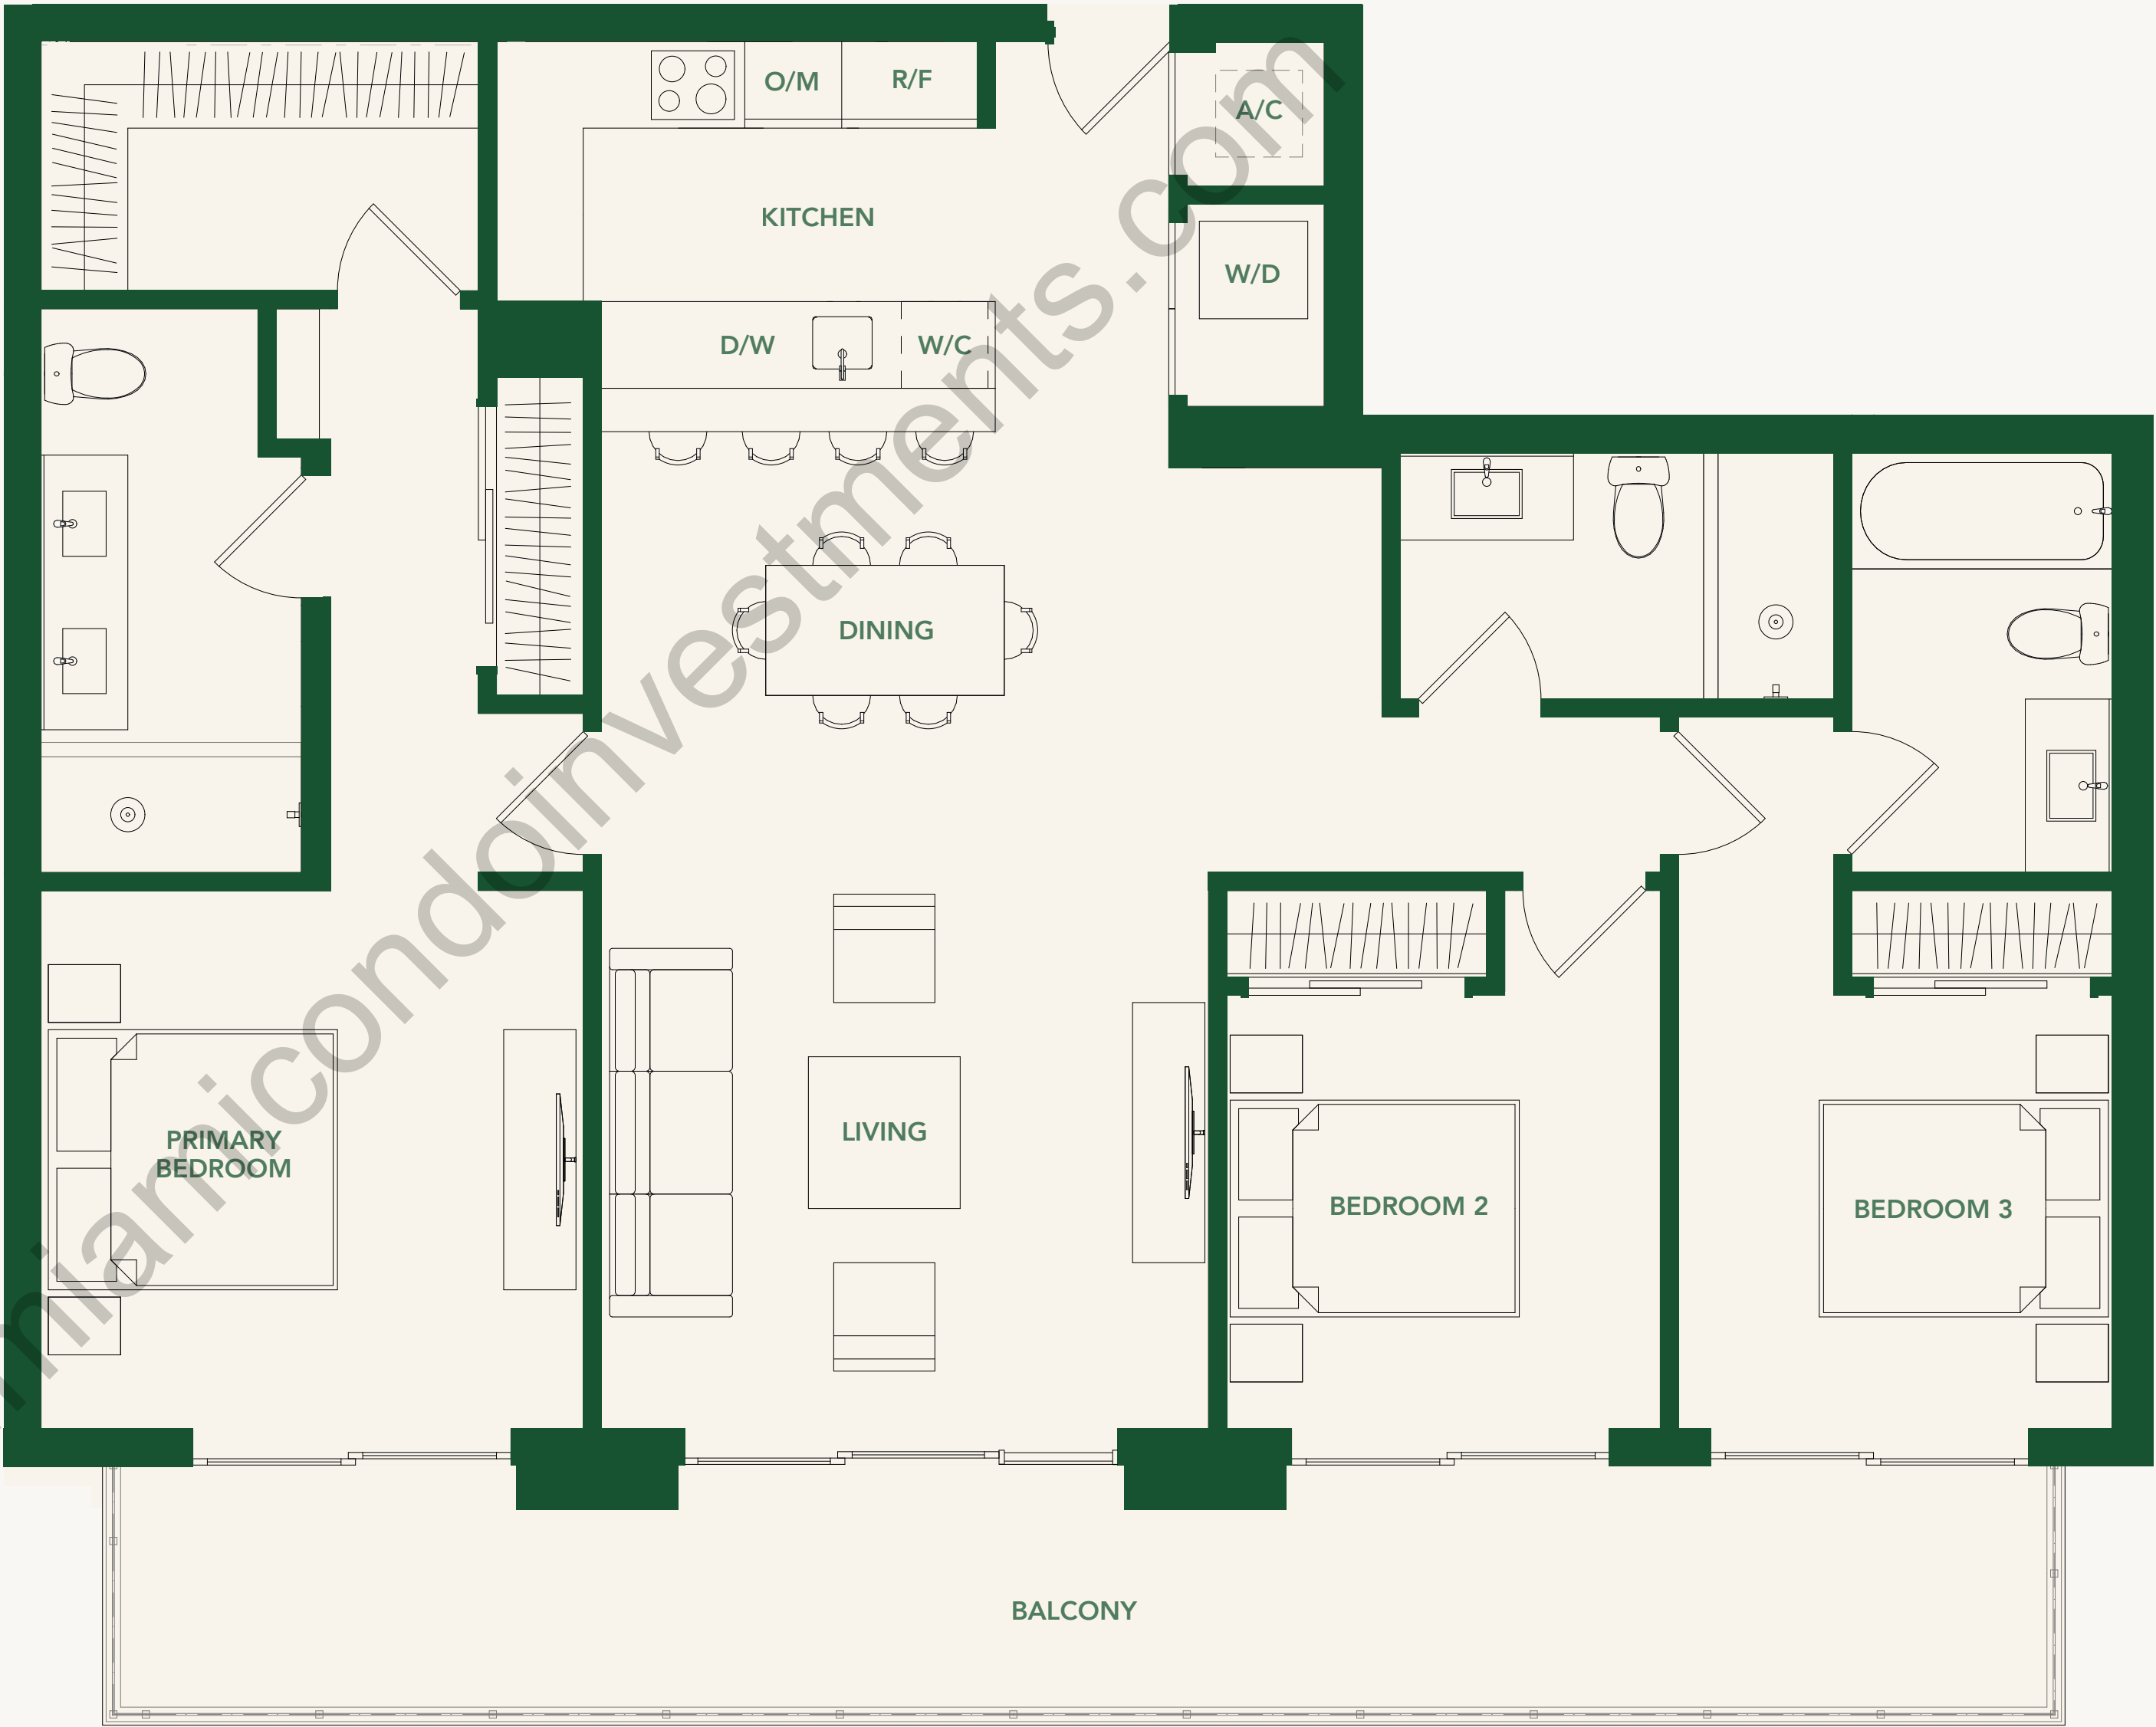 O/M
R/F
A/C
KITCHEN
W/D
D/W
W/C
DINING
PRIMARY
BEDROOM
LIVING
BEDROOM 2
BEDROOM 3
BALCONY
miamicondoinvestments.com